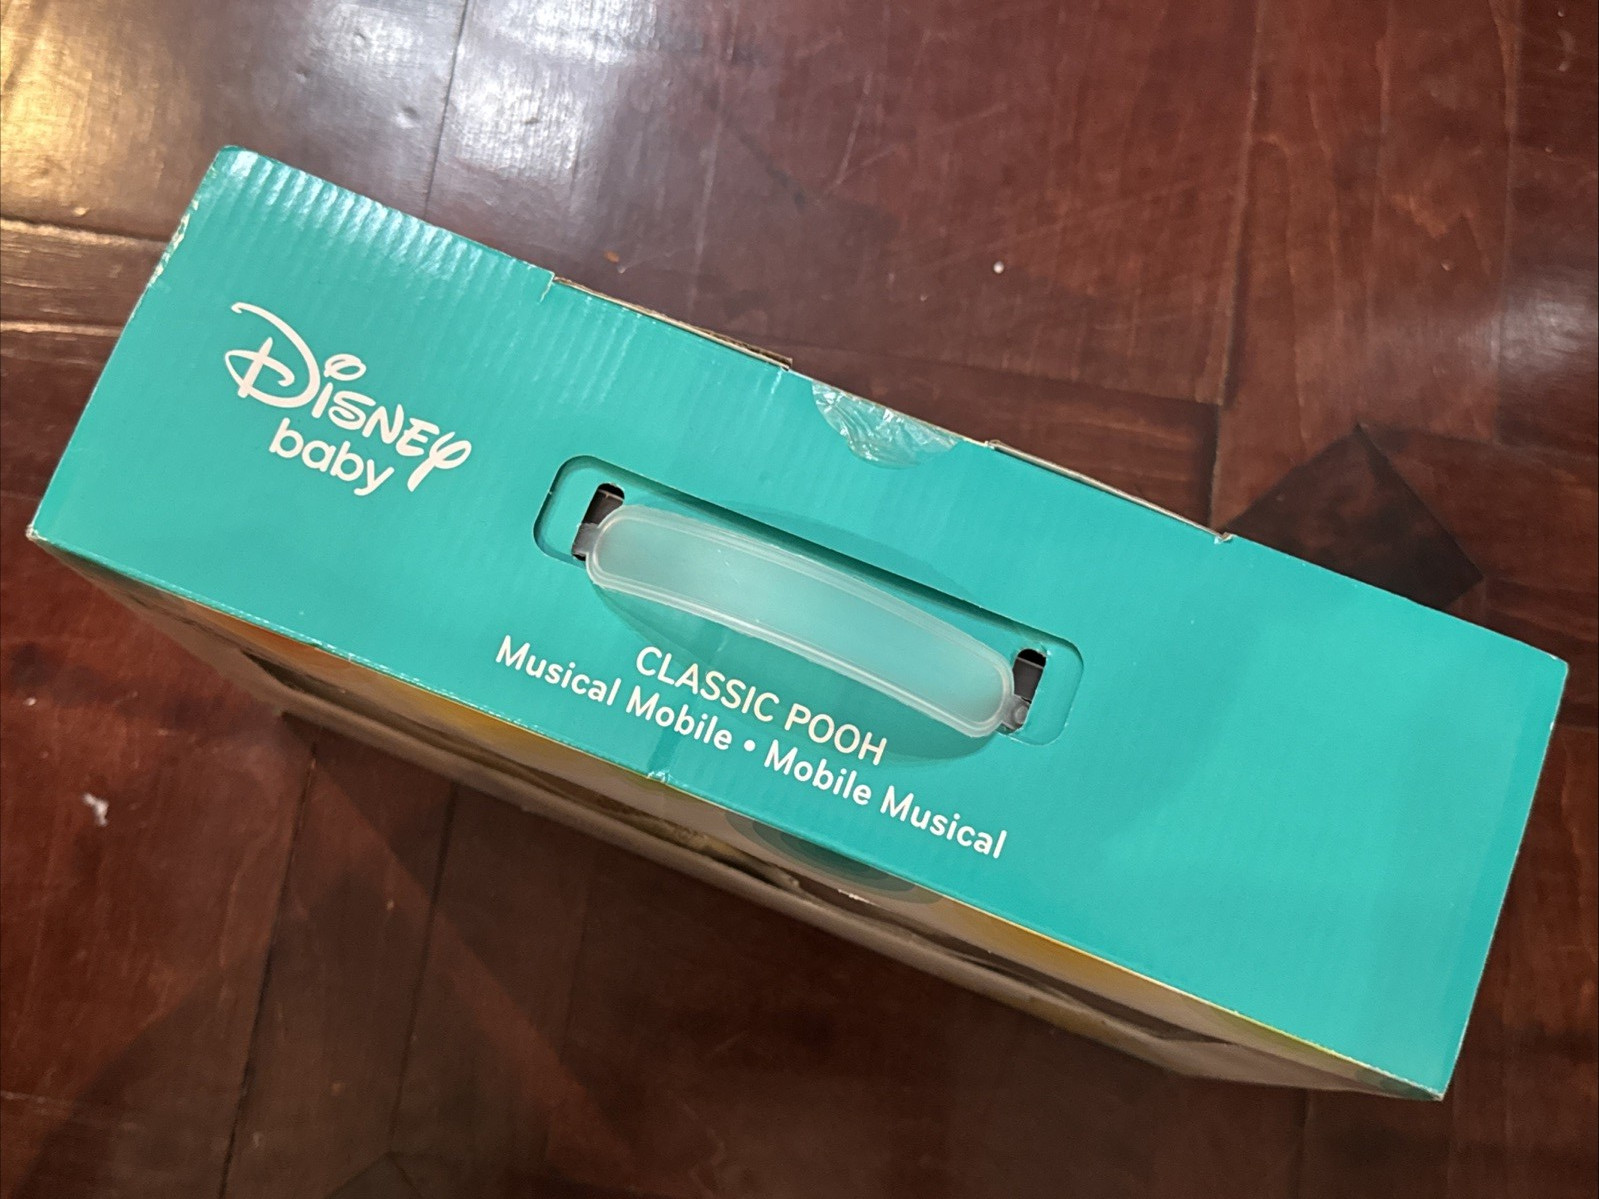 Disney
baby
CLASSIC POOH
Musical Mobile • Mobile Musical